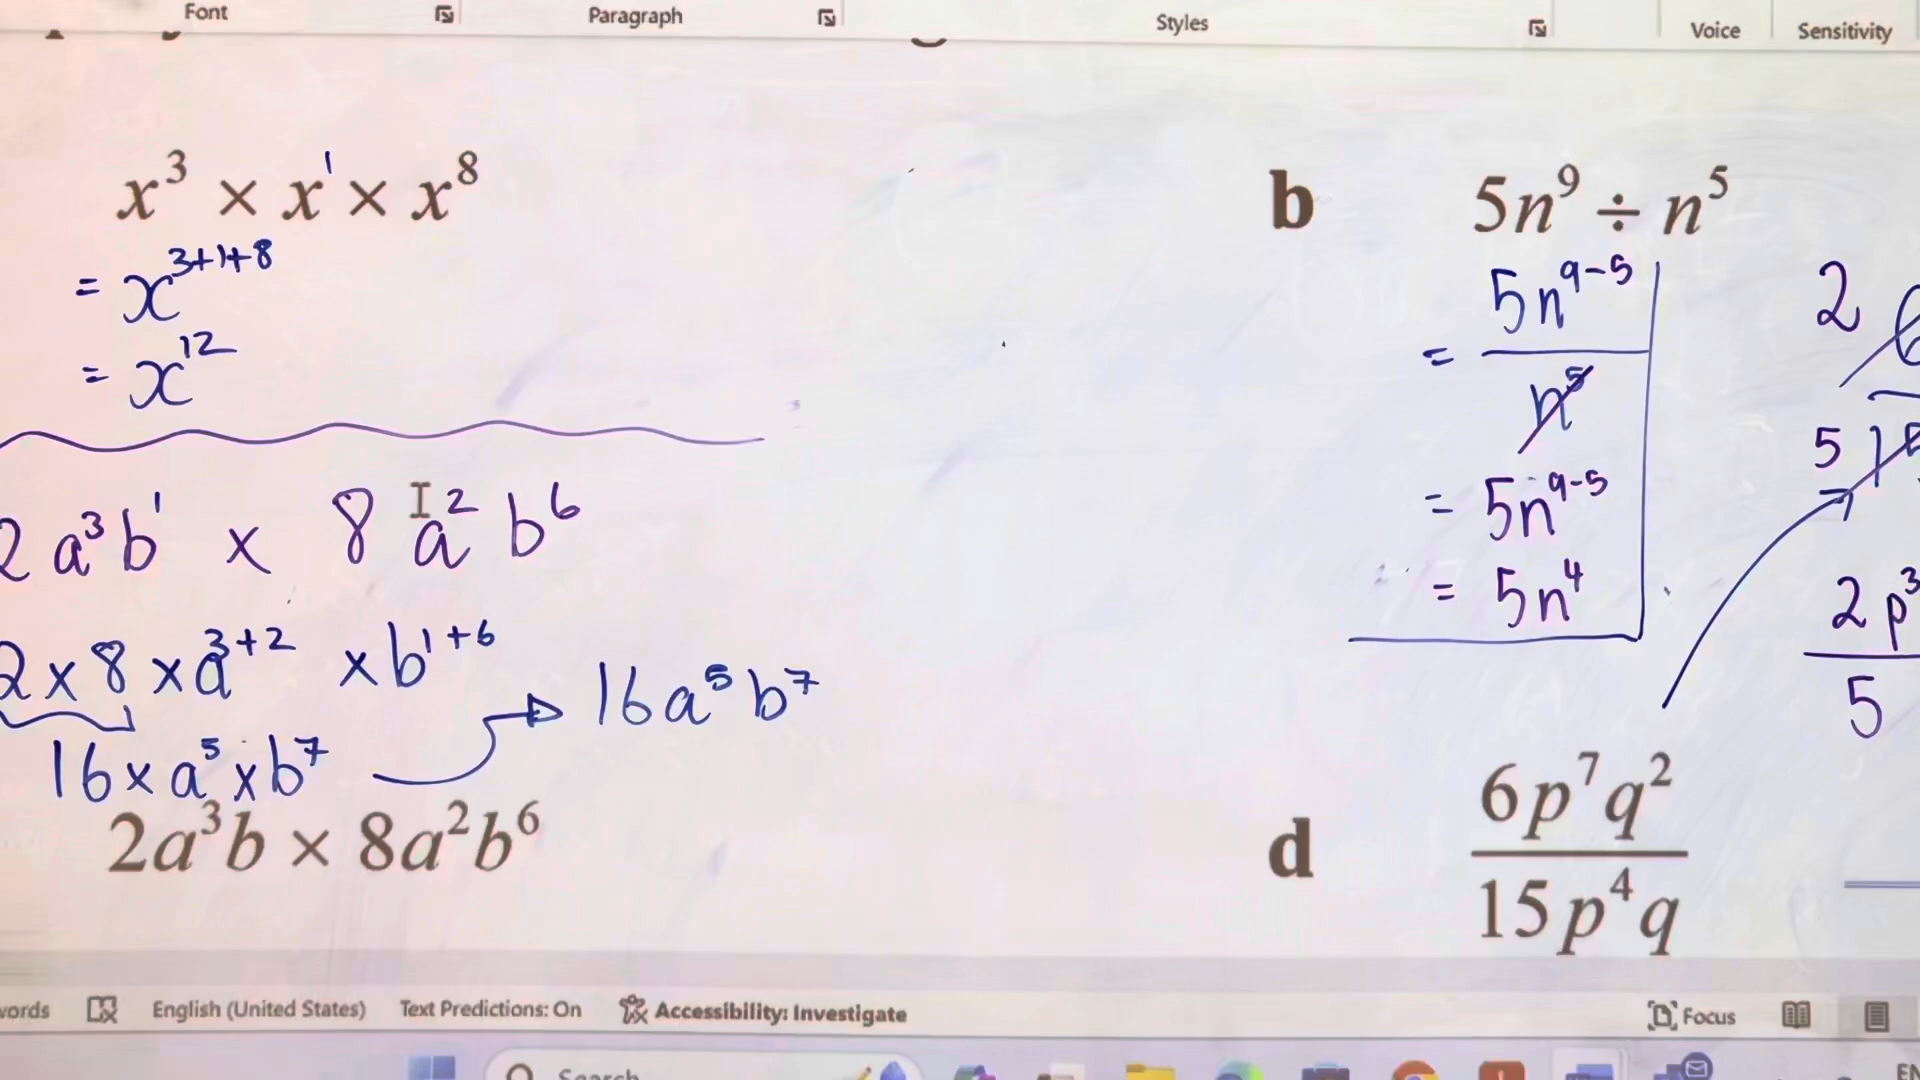 Font Paragraph Styles Voice Sensitivity
x³ × x¹ × x⁸
= x³⁺¹⁺⁸
= x¹²
2a³b¹ × 8a²b⁶
2 × 8 × a³⁺² × b¹⁺⁶
16 × a⁵ × b⁷ → 16a⁵b⁷
2a³b × 8a²b⁶
b 5n⁹ ÷ n⁵
= 5n⁹⁻⁵ / n⁵
= 5n⁹⁻⁵
= 5n⁴
2
5
2p³
5
d 6p⁷q² / 15p⁴q
English (United States) Text Predictions: On Accessibility: Investigate Focus
Search